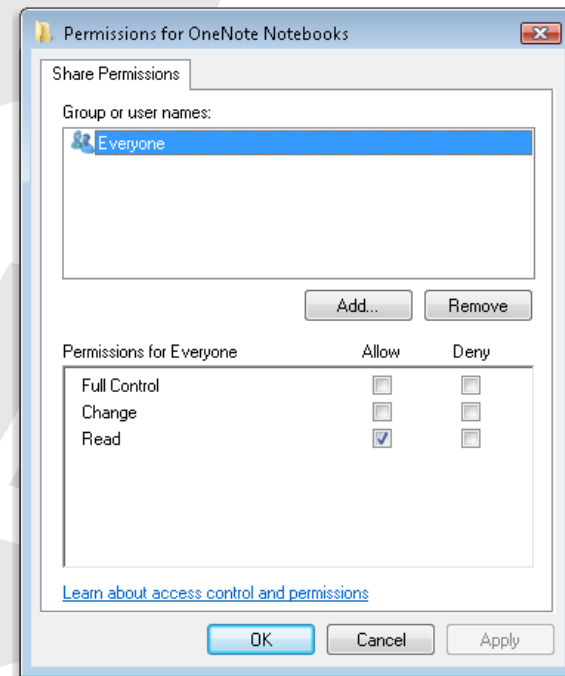 Permissions for OneNote Notebooks
Share Permissions
Group or user names:
Everyone
Add... Remove
Permissions for Everyone Allow Deny
Full Control
Change
Read
Learn about access control and permissions
OK Cancel Apply